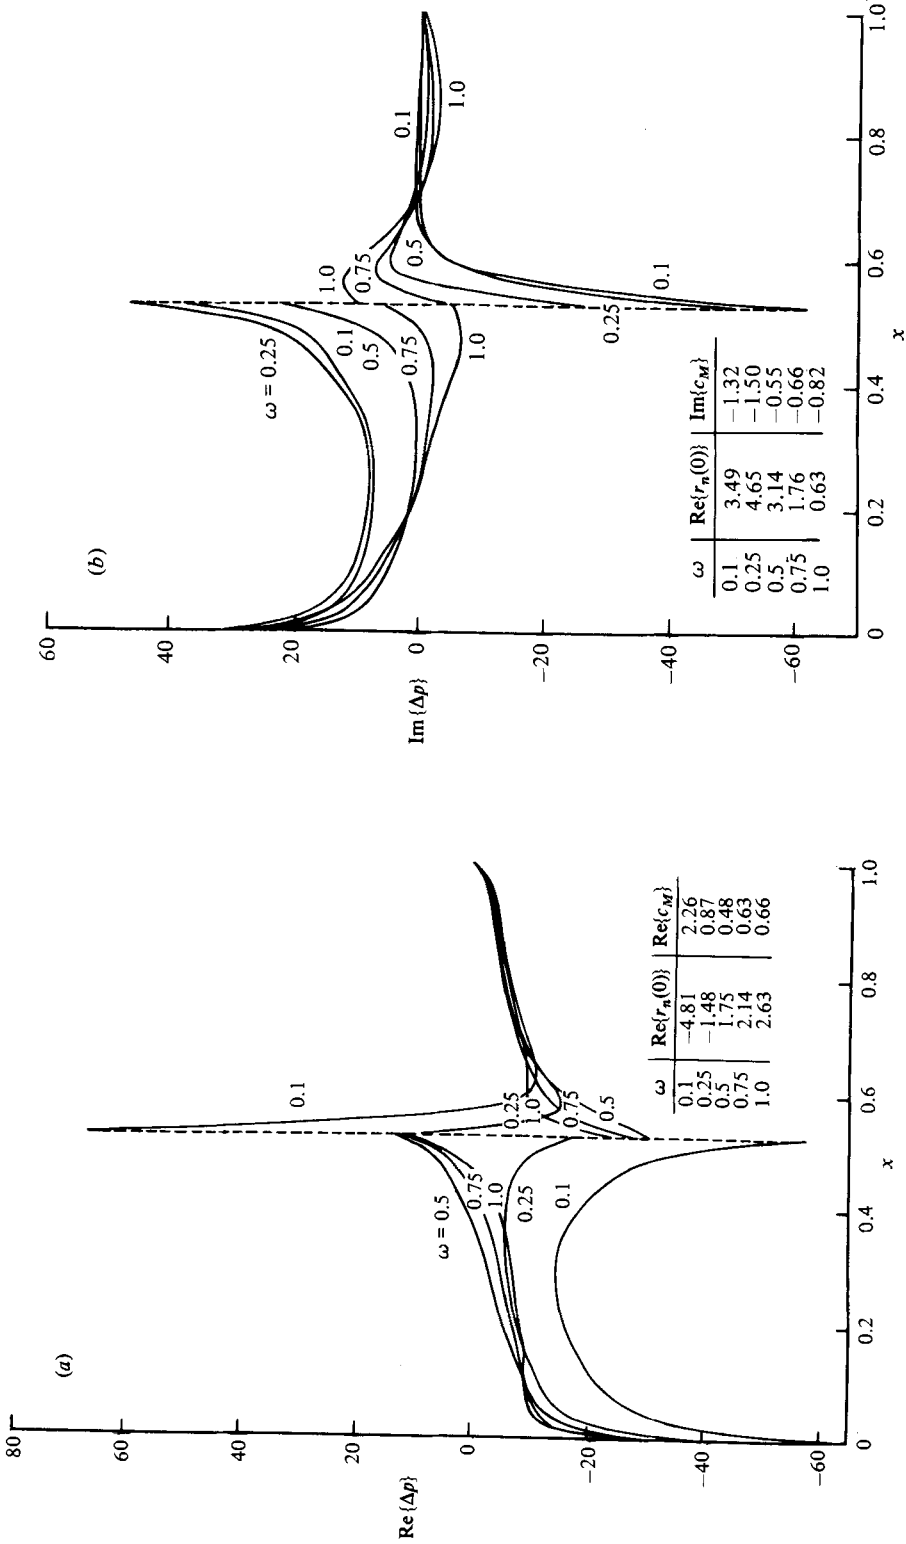 (a)
80
60
40
20
0
−20
−40
−60
Re{Δp}
0
0.2
0.4
0.6
0.8
1.0
x
0.1
ω = 0.5
0.75
1.0
0.25
0.1
0.25
1.0
0.75
0.5
ω Re{rn(0)} Re{cM}
0.1 −4.81 2.26
0.25 −1.48 0.87
0.5 1.75 0.48
0.75 2.14 0.63
1.0 2.63 0.66
(b)
60
40
20
0
−20
−40
−60
Im{Δp}
0
0.2
0.4
0.6
0.8
1.0
x
ω = 0.25
0.1
0.5
0.75
1.0
1.0
0.75
0.5
0.1
1.0
0.25
0.1
ω Re{rn(0)} Im{cM}
0.1 3.49 −1.32
0.25 4.65 −1.50
0.5 3.14 −0.55
0.75 1.76 −0.66
1.0 0.63 −0.82